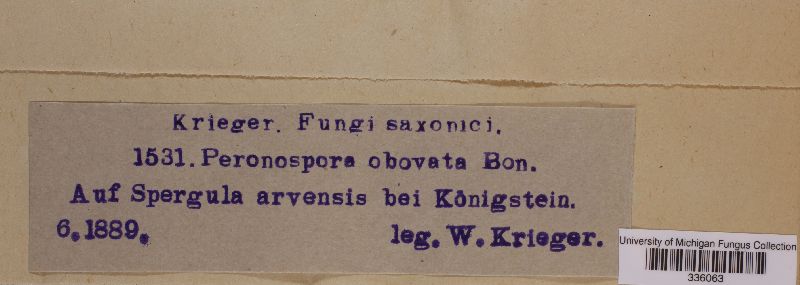 Krieger. Fungi saxonici.
1531. Peronospora obovata Bon.
Auf Spergula arvensis bei Königstein.
6.1889. leg. W. Krieger.
University of Michigan Fungus Collection
336063